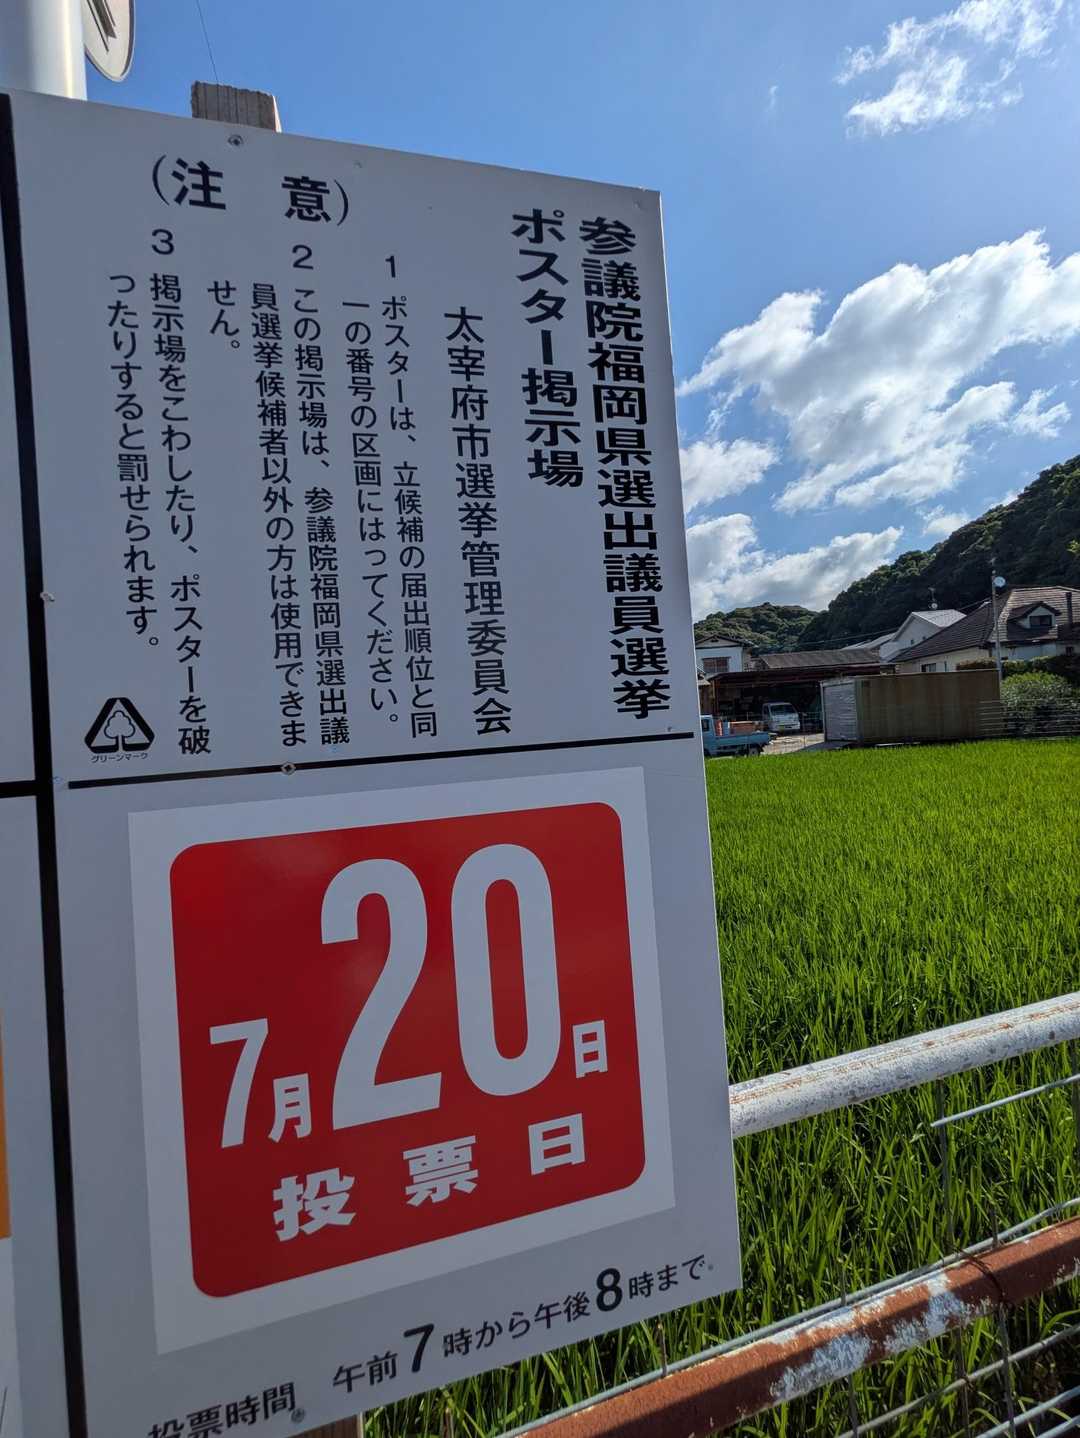 参議院福岡県選出議員選挙
ポスター掲示場
太宰府市選挙管理委員会
（注　意）
1 ポスターは、立候補の届出順位と同
一の番号の区画にはってください。
2 この掲示場は、参議院福岡県選出議
員選挙候補者以外の方は使用できま
せん。
3 掲示場をこわしたり、ポスターを破
ったりすると罰せられます。
グリーンマーク
7月20日
投票日
投票時間　午前7時から午後8時まで。